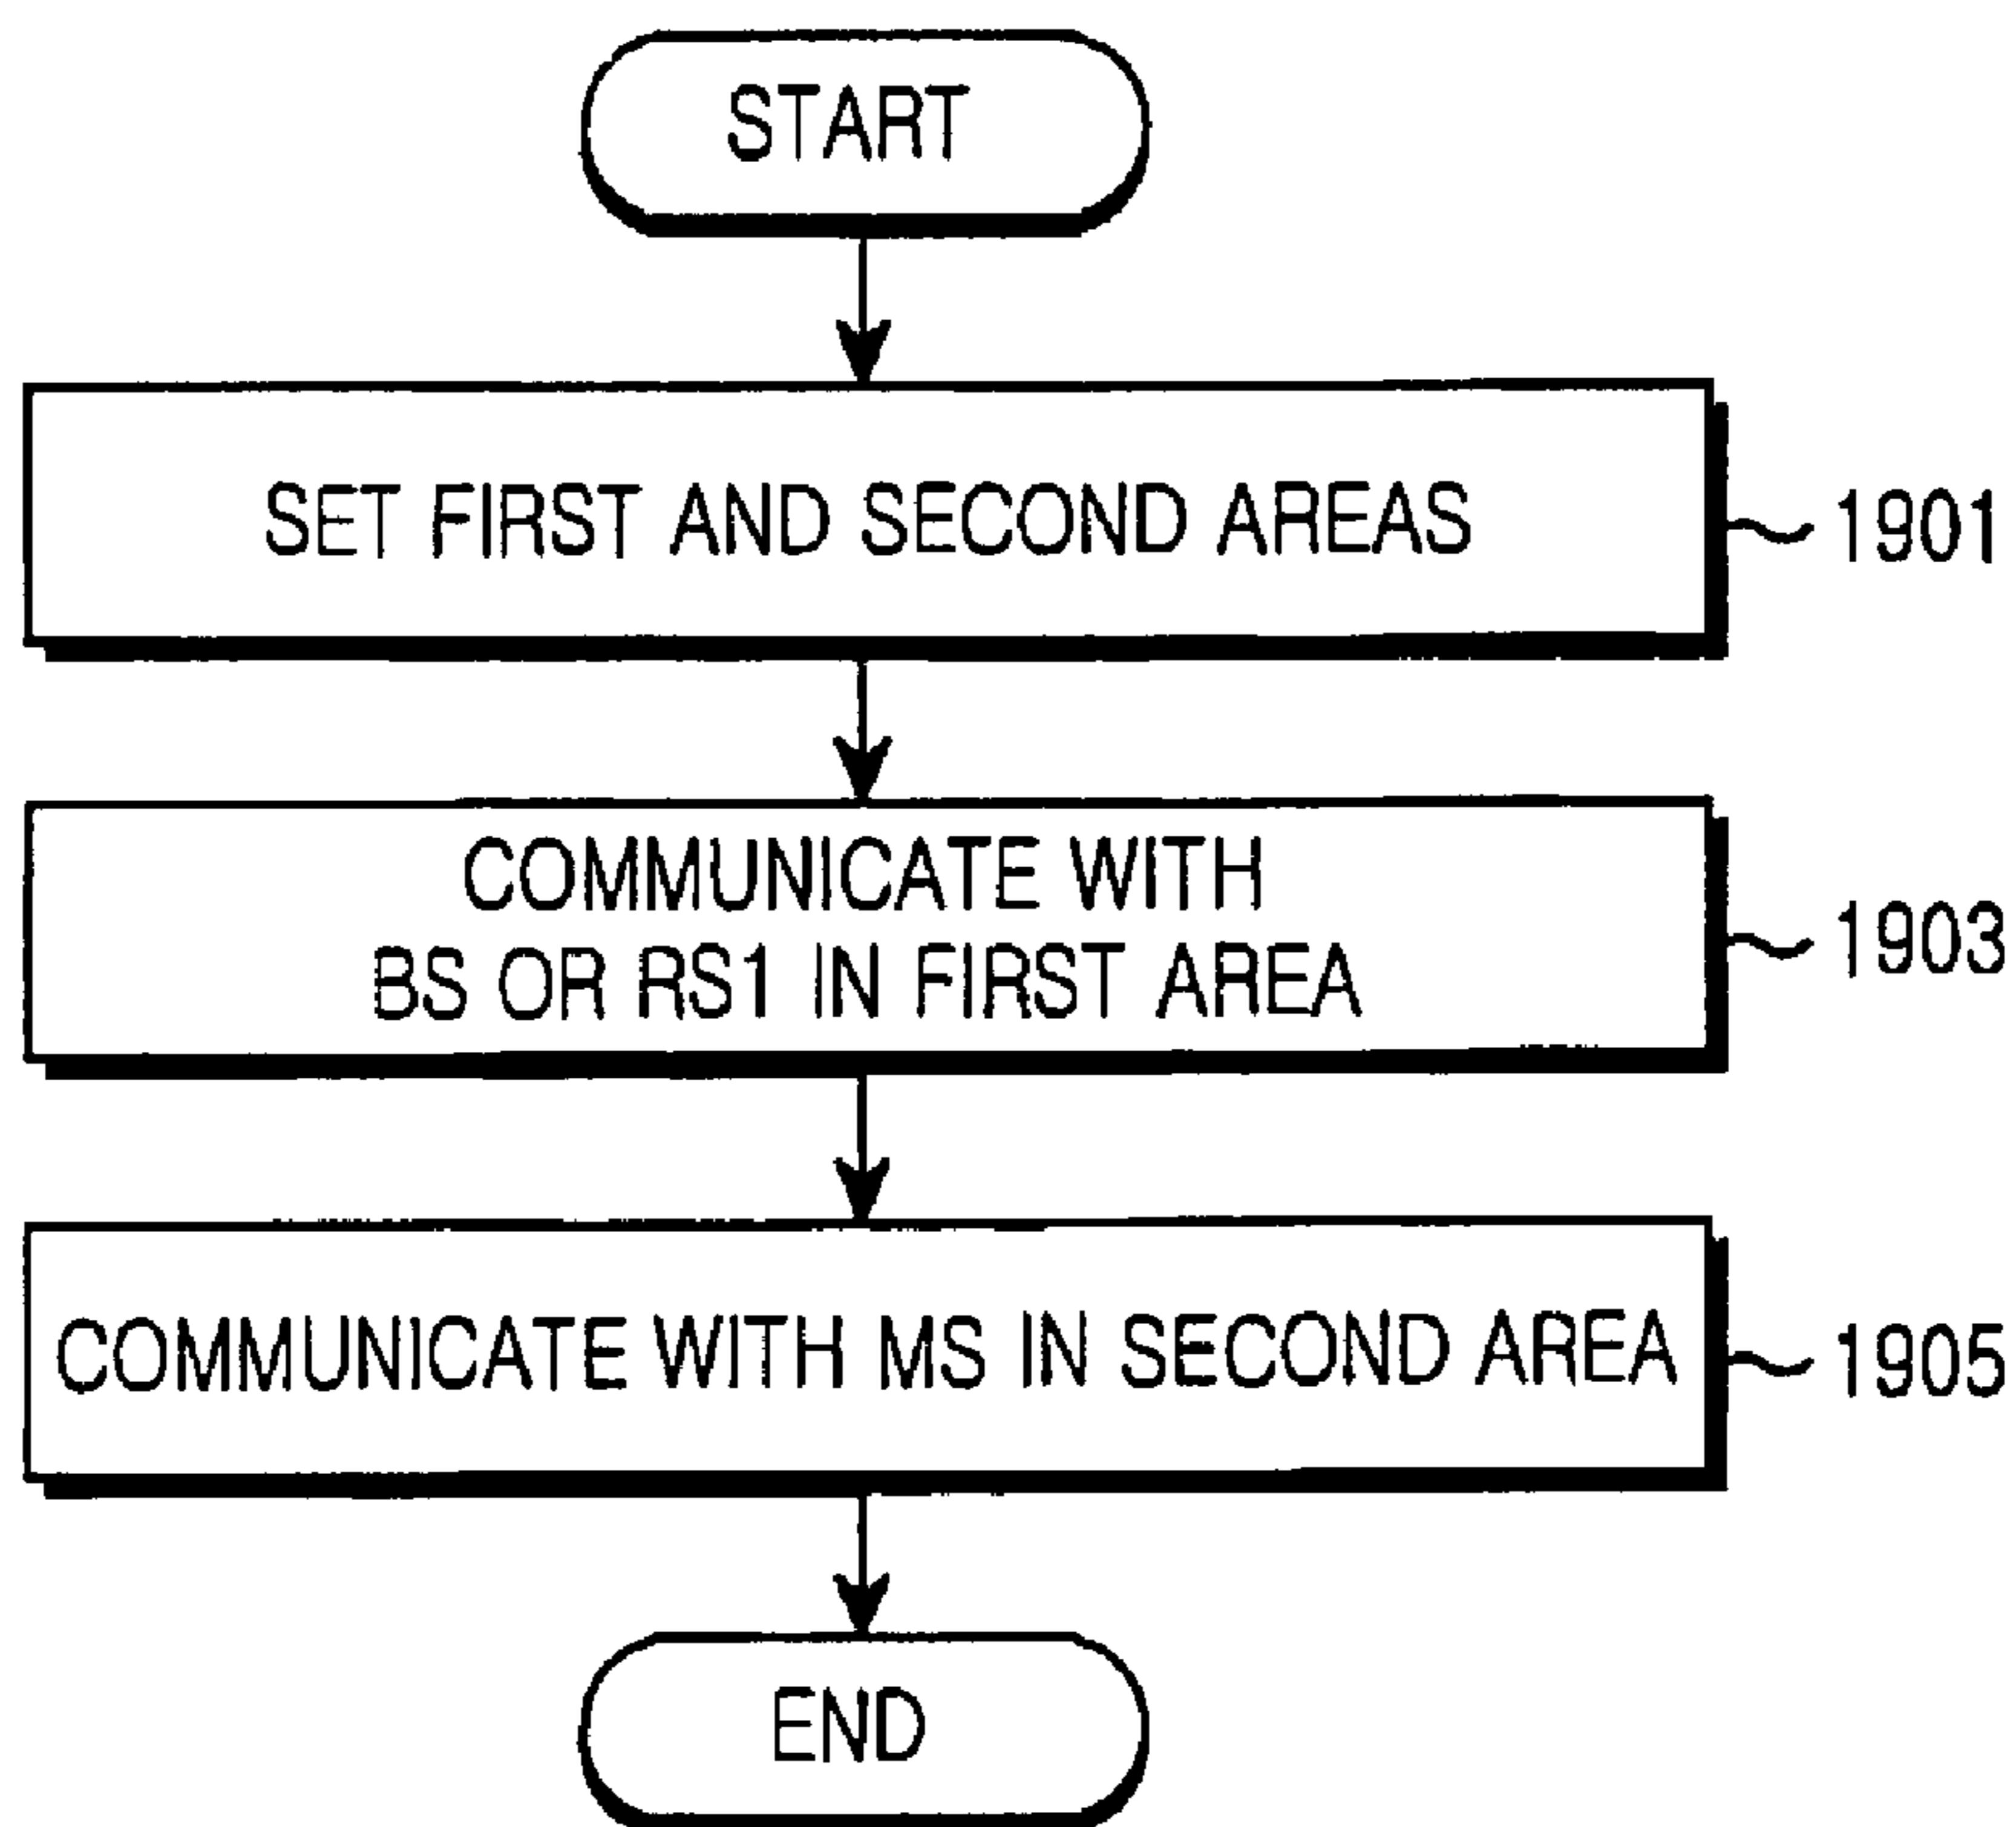 START
SET FIRST AND SECOND AREAS
1901
COMMUNICATE WITH
BS OR RS1 IN FIRST AREA
1903
COMMUNICATE WITH MS IN SECOND AREA
1905
END